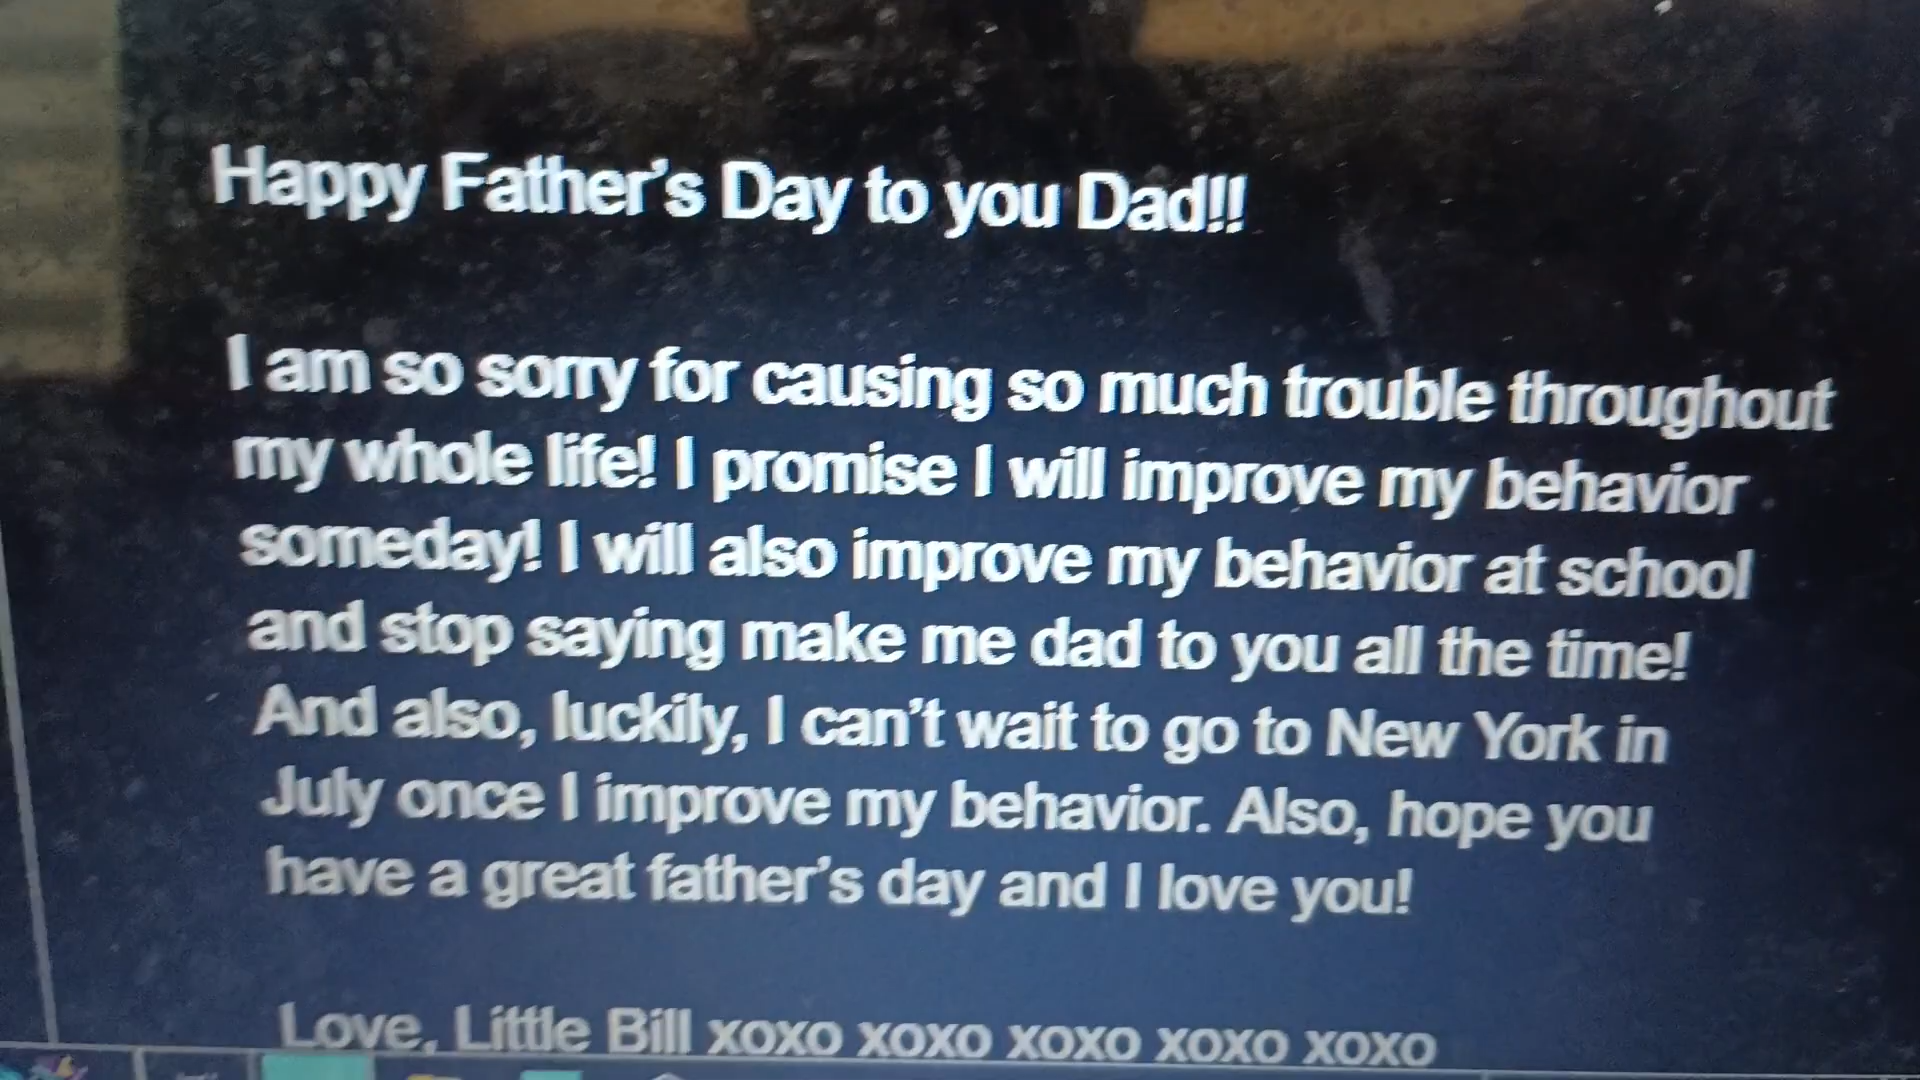 Happy Father's Day to you Dad!!
I am so sorry for causing so much trouble throughout
my whole life! I promise I will improve my behavior
someday! I will also improve my behavior at school
and stop saying make me dad to you all the time!
And also, luckily, I can't wait to go to New York in
July once I improve my behavior. Also, hope you
have a great father's day and I love you!
Love, Little Bill xoxo xoxo xoxo xoxo xoxo